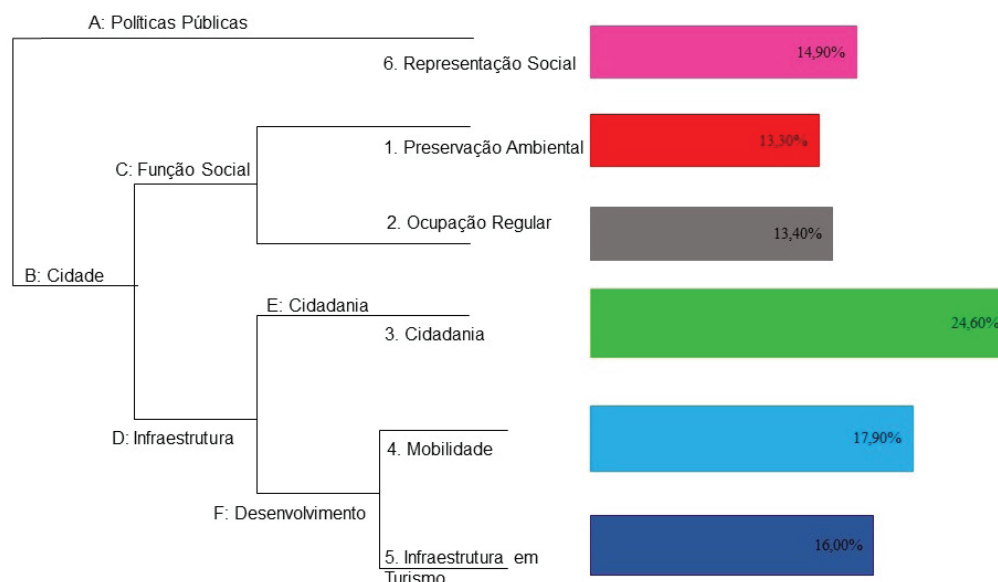 A: Políticas Públicas
6. Representação Social
14,90%
C: Função Social
1. Preservação Ambiental
13,30%
2. Ocupação Regular
13,40%
B: Cidade
E: Cidadania
3. Cidadania
24,60%
D: Infraestrutura
4. Mobilidade
17,90%
F: Desenvolvimento
5. Infraestrutura em
Turismo
16,00%